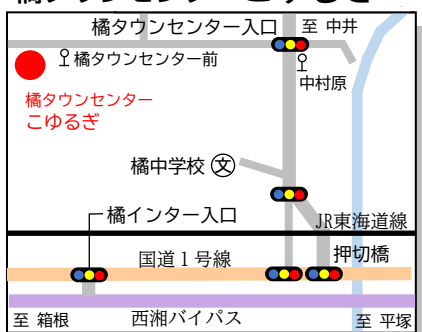 橘タウンセンター入口
至 中井
橘タウンセンター前
中村原
橘タウンセンター
こゆるぎ
橘中学校
文
橘インター入口
JR東海道線
押切橋
国道1号線
至 箱根
西湘バイパス
至 平塚